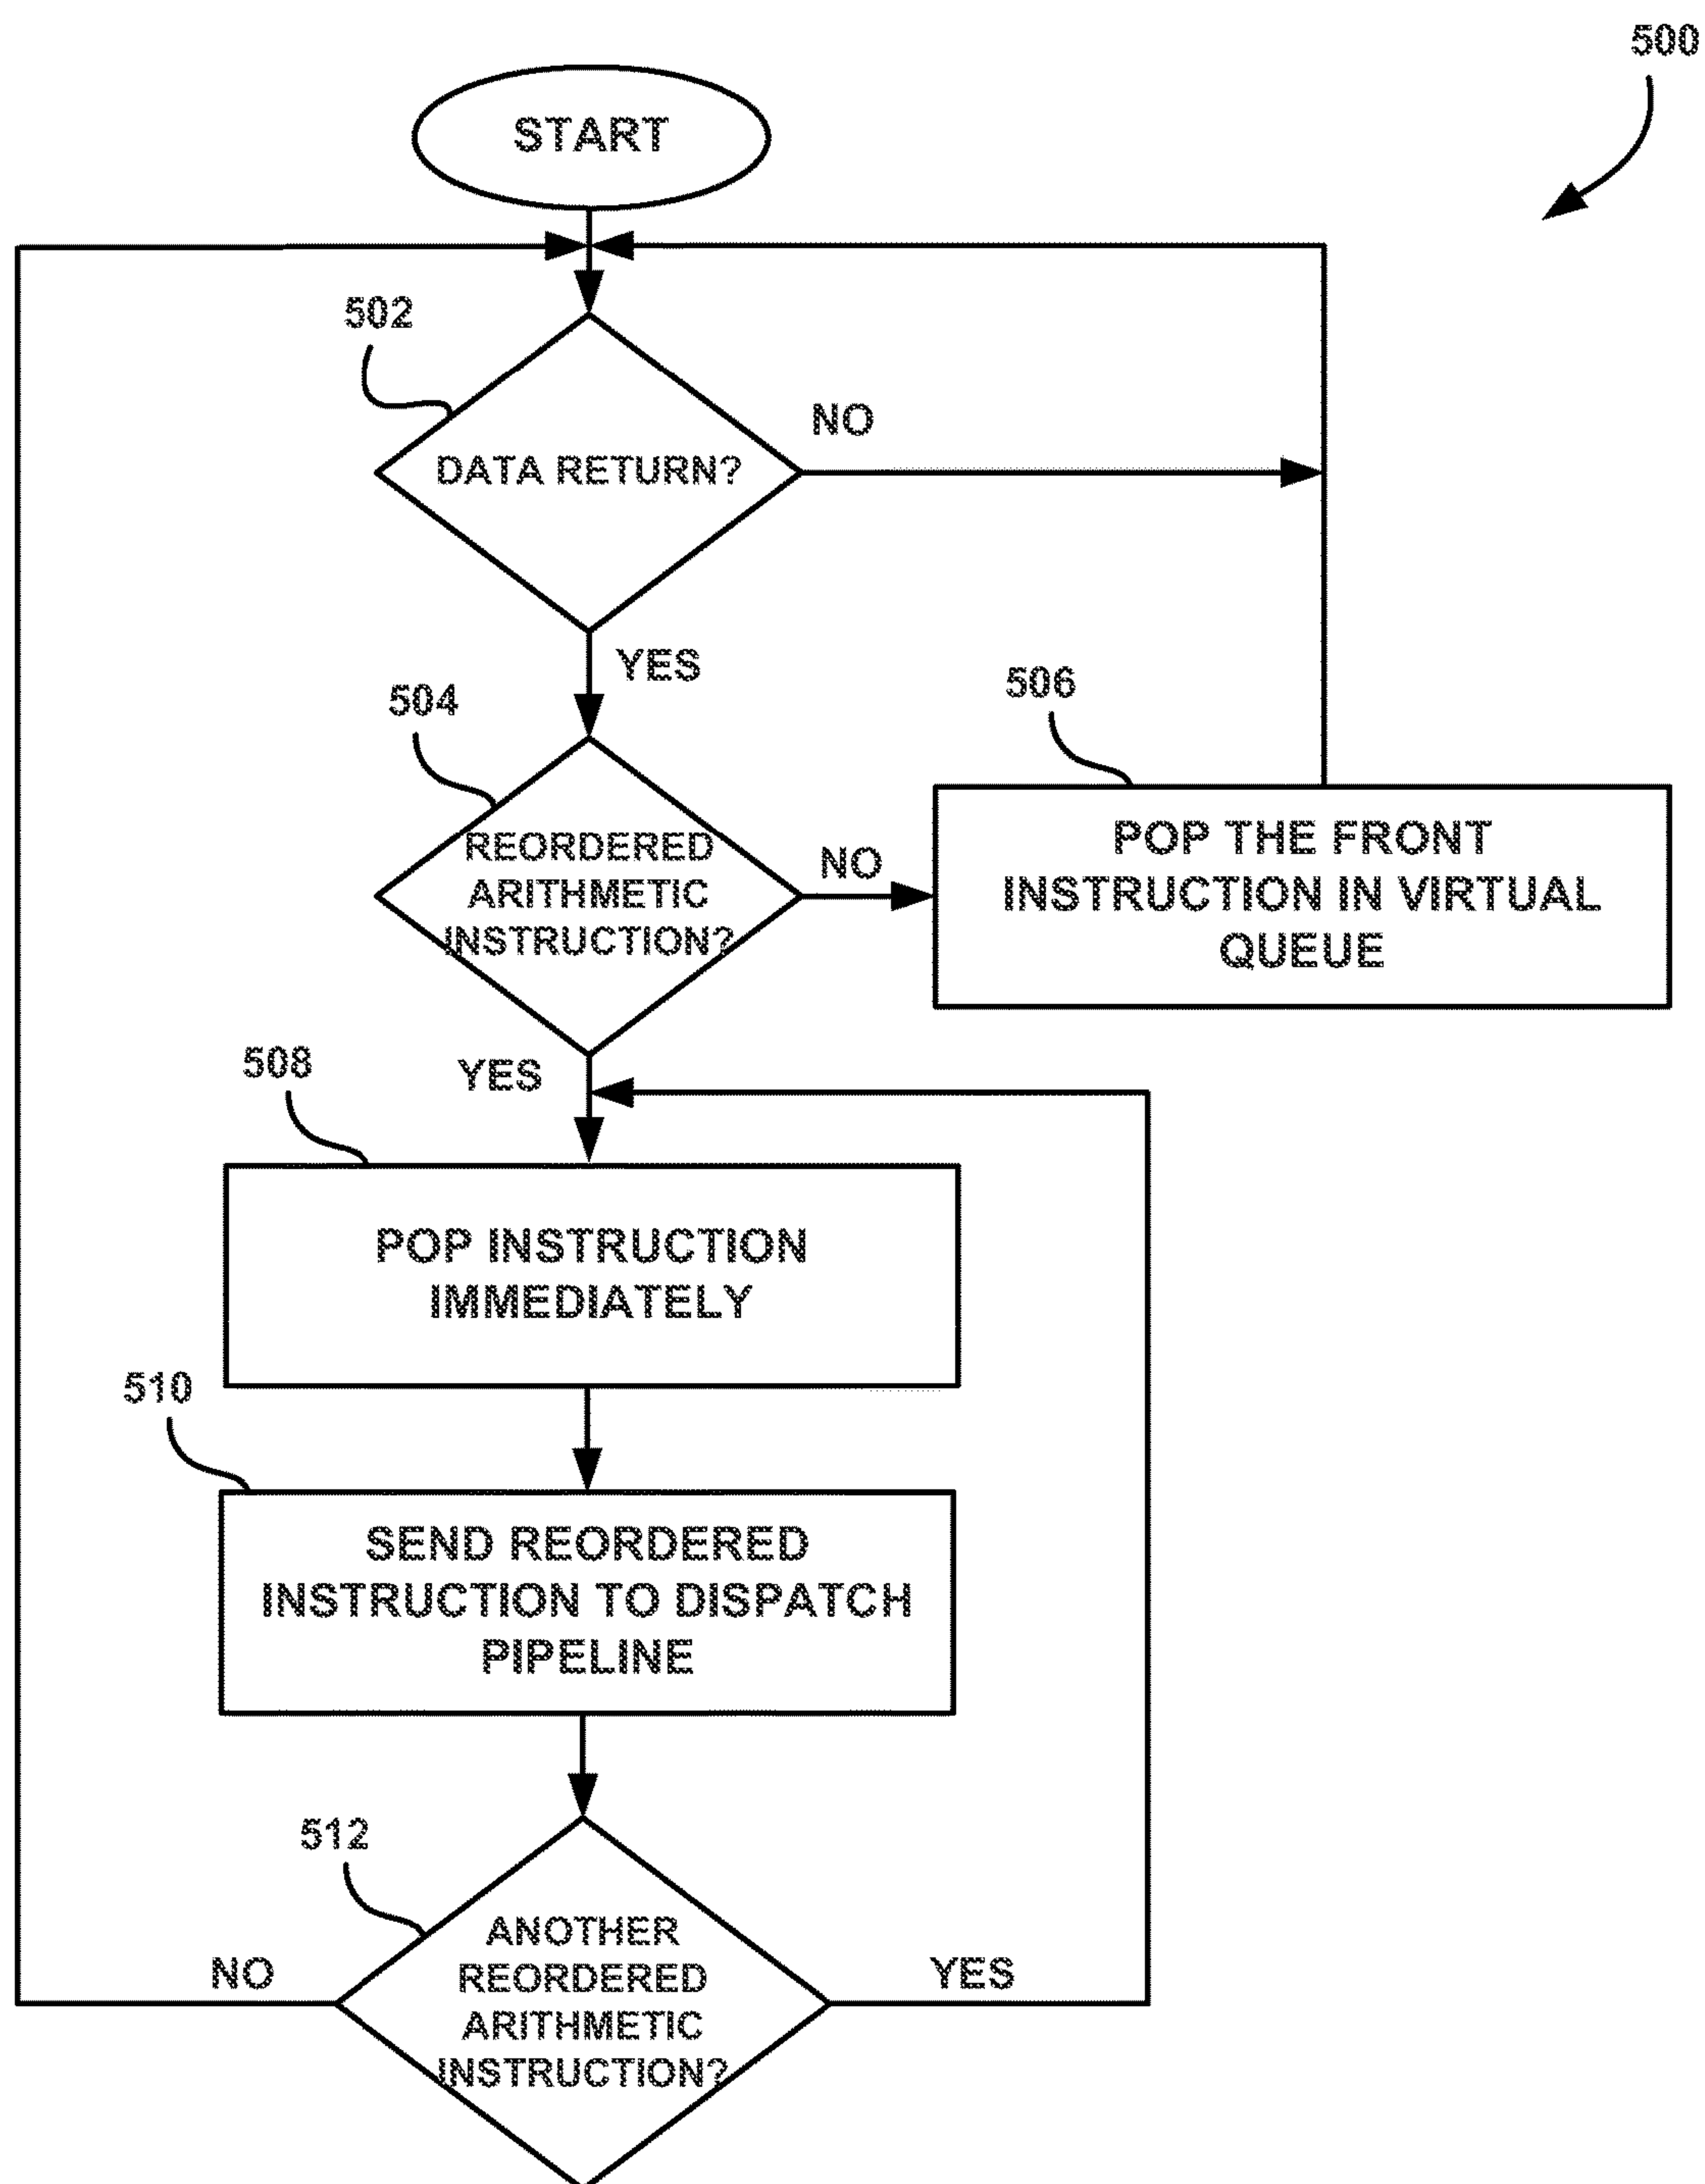 500
START
502
NO
DATA RETURN?
YES
504
506
REORDERED
ARITHMETIC
INSTRUCTION?
NO
POP THE FRONT
INSTRUCTION IN VIRTUAL
QUEUE
508
YES
POP INSTRUCTION
IMMEDIATELY
510
SEND REORDERED
INSTRUCTION TO DISPATCH
PIPELINE
512
ANOTHER
REORDERED
ARITHMETIC
INSTRUCTION?
NO
YES